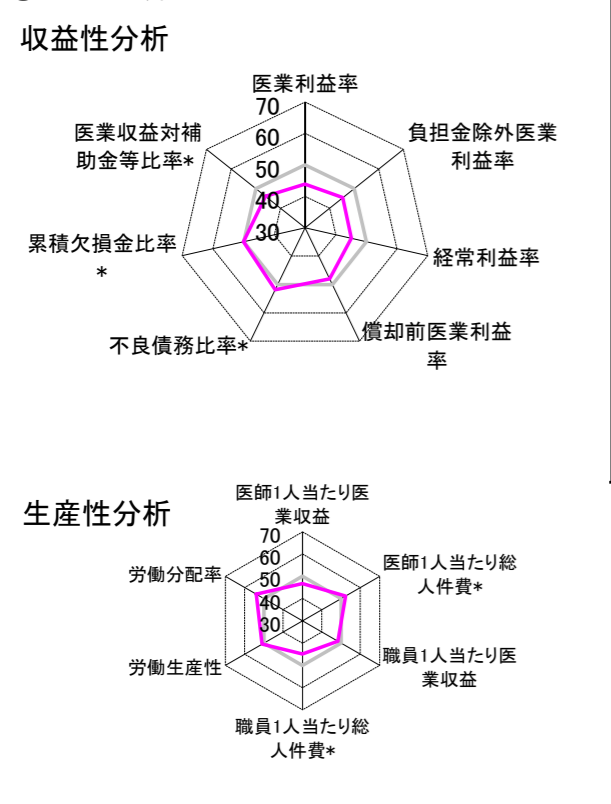 収益性分析
医業利益率
70
60
50
40
30
負担金除外医業
利益率
経常利益率
償却前医業利益
率
不良債務比率*
累積欠損金比率
*
医業収益対補
助金等比率*
生産性分析
医師1人当たり医
業収益
70
60
50
40
30
医師1人当たり総
人件費*
職員1人当たり医
業収益
職員1人当たり総
人件費*
労働生産性
労働分配率